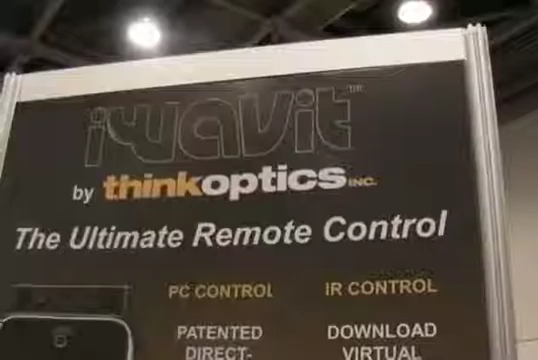 iwavit™
by thinkoptics INC.
The Ultimate Remote Control
PC CONTROL IR CONTROL
PATENTED DOWNLOAD
DIRECT- VIRTUAL